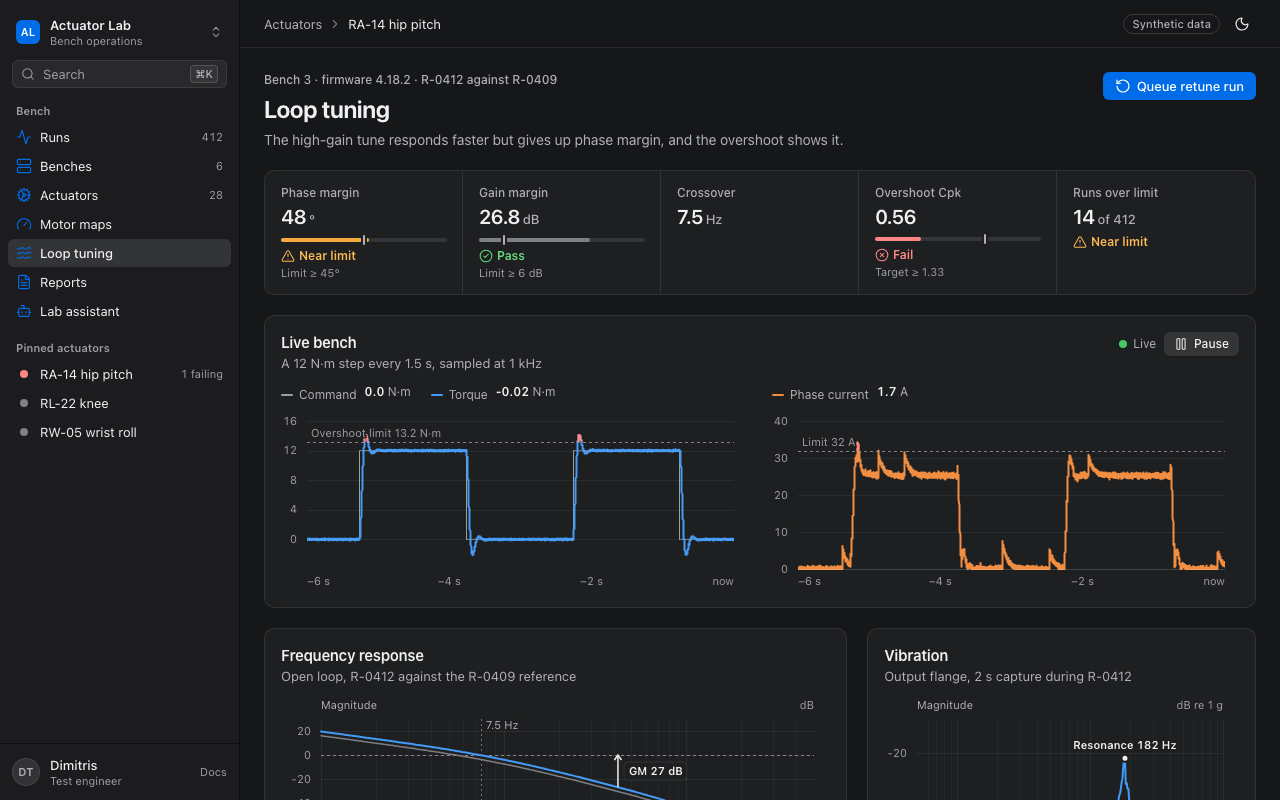 AL
Actuator Lab
Bench operations
Search
⌘K
Bench
Runs 412
Benches 6
Actuators 28
Motor maps
Loop tuning
Reports
Lab assistant
Pinned actuators
RA-14 hip pitch 1 failing
RL-22 knee
RW-05 wrist roll
DT
Dimitris
Test engineer
Docs
Actuators > RA-14 hip pitch
Synthetic data
Bench 3 · firmware 4.18.2 · R-0412 against R-0409
Loop tuning
The high-gain tune responds faster but gives up phase margin, and the overshoot shows it.
Queue retune run
Phase margin
48 °
Near limit
Limit ≥ 45°
Gain margin
26.8 dB
Pass
Limit ≥ 6 dB
Crossover
7.5 Hz
Overshoot Cpk
0.56
Fail
Target ≥ 1.33
Runs over limit
14 of 412
Near limit
Live bench
A 12 N·m step every 1.5 s, sampled at 1 kHz
Live
Pause
Command 0.0 N·m Torque -0.02 N·m
16
Overshoot limit 13.2 N·m
12
8
4
0
−6 s −4 s −2 s now
Phase current 1.7 A
40
Limit 32 A
30
20
10
0
−6 s −4 s −2 s now
Frequency response
Open loop, R-0412 against the R-0409 reference
Magnitude dB
7.5 Hz
20
0
GM 27 dB
-20
Vibration
Output flange, 2 s capture during R-0412
Magnitude dB re 1 g
Resonance 182 Hz
-20